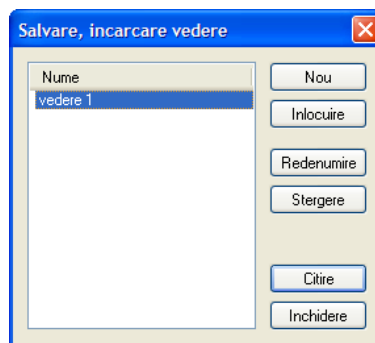 Salvare, incarcare vedere
Nume
vedere 1
Nou
Inlocuire
Redenumire
Stergere
Citire
Inchidere